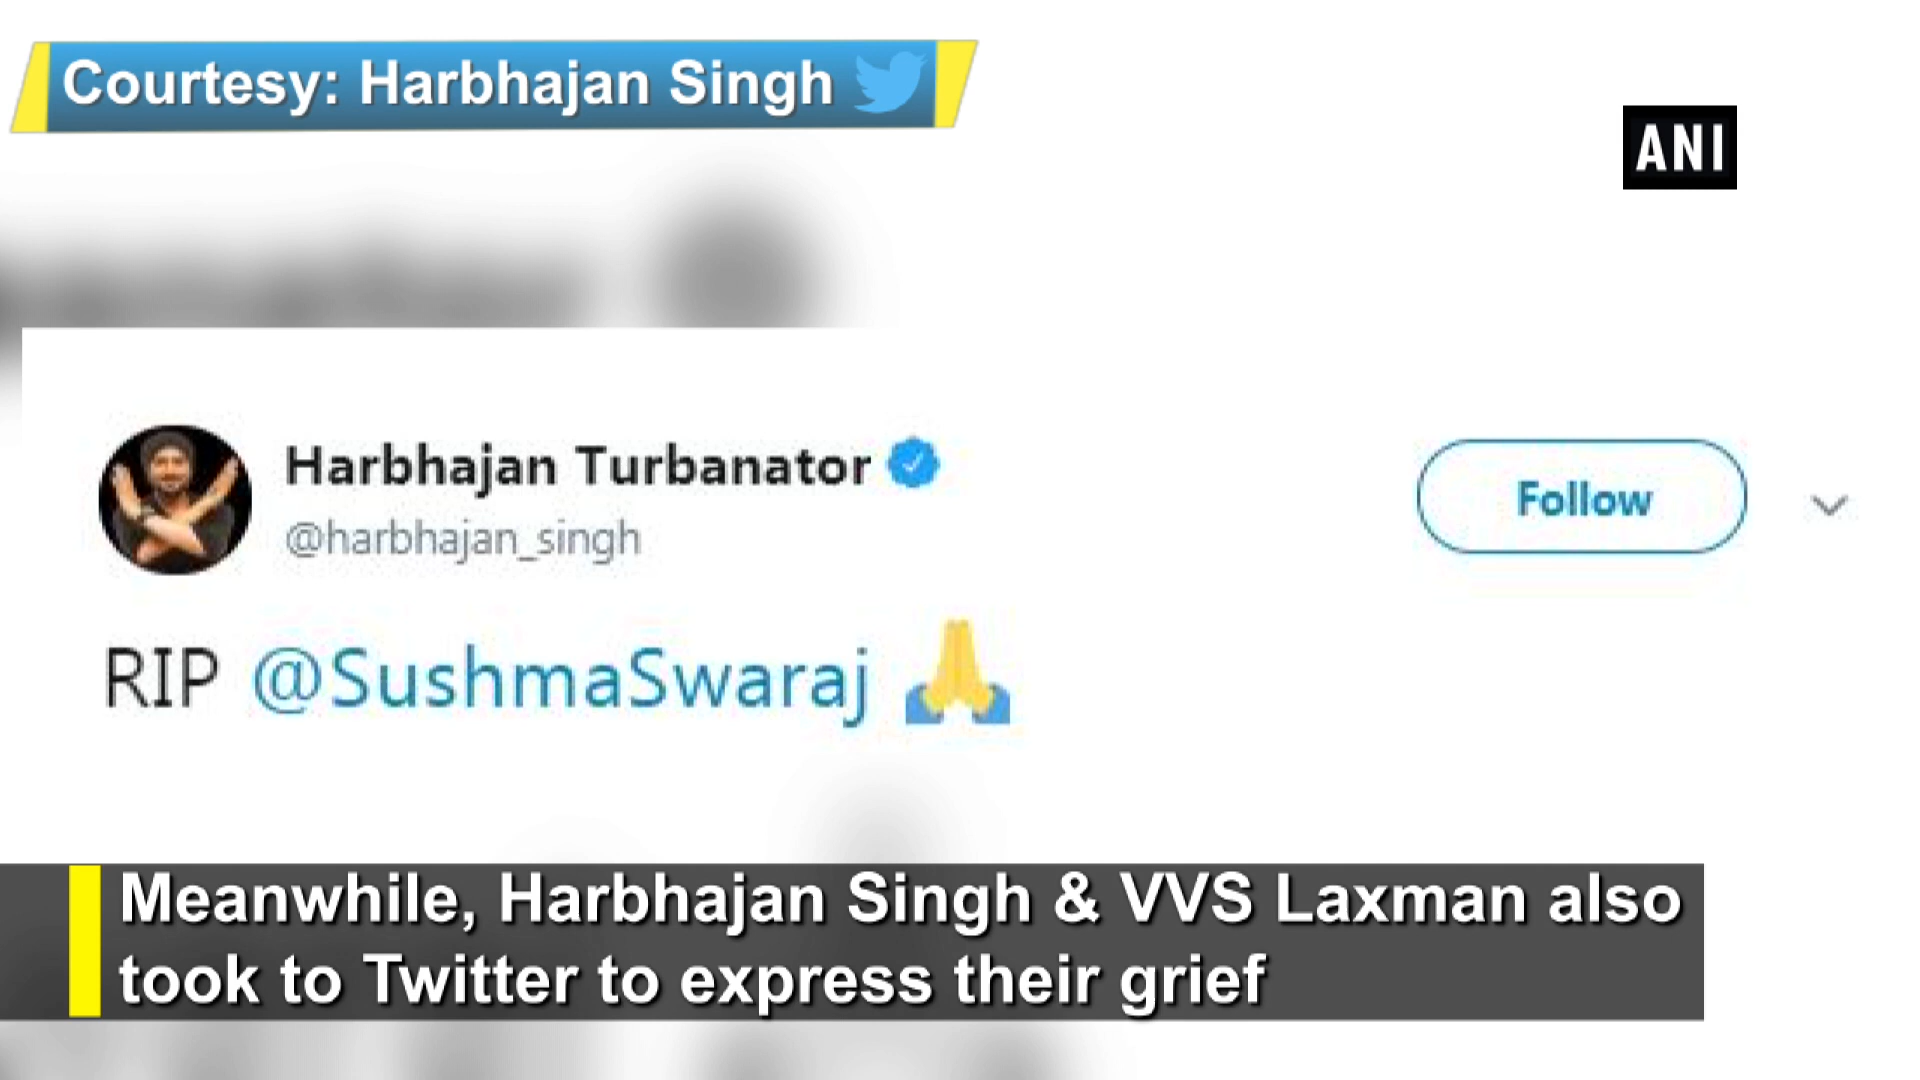 Courtesy: Harbhajan Singh
ANI
Harbhajan Turbanator
@harbhajan_singh
Follow
RIP @SushmaSwaraj 🙏
Meanwhile, Harbhajan Singh & VVS Laxman also
took to Twitter to express their grief